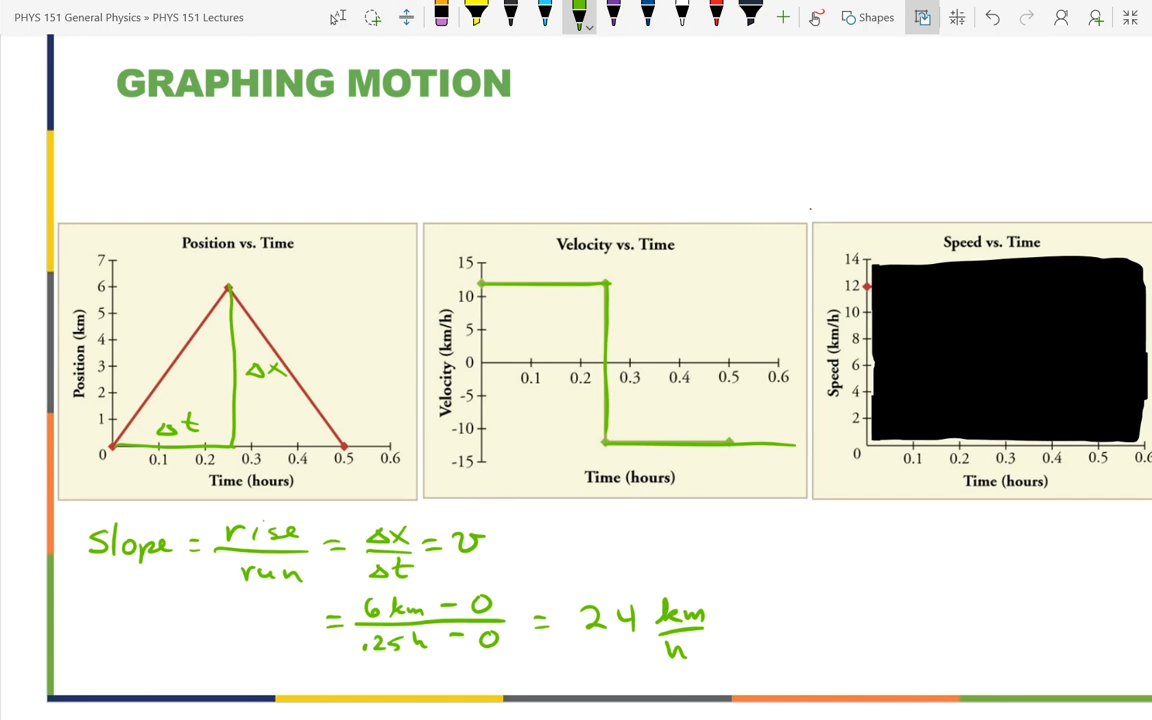 PHYS 151 General Physics » PHYS 151 Lectures
Shapes
GRAPHING MOTION
Position vs. Time
7
6
5
4
3
2
1
0
0.1 0.2 0.3 0.4 0.5 0.6
Position (km)
Time (hours)
Δx
Δt
Velocity vs. Time
15
10
5
0
-5
-10
-15
0.1 0.2 0.3 0.4 0.5 0.6
Velocity (km/h)
Time (hours)
Speed vs. Time
14
12
10
8
6
4
2
0
0.1 0.2 0.3 0.4 0.5 0.6
Speed (km/h)
Time (hours)
Slope = rise / run = Δx / Δt = v
= 6 km - 0 / .25h - 0 = 24 km / h